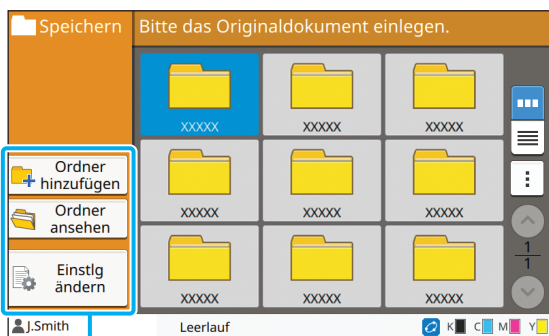 Speichern
Bitte das Originaldokument einlegen.
XXXXX
XXXXX
XXXXX
Ordner
hinzufügen
XXXXX
XXXXX
XXXXX
Ordner
ansehen
Einstlg
ändern
XXXXX
XXXXX
XXXXX
1
1
J.Smith
Leerlauf
K C M Y